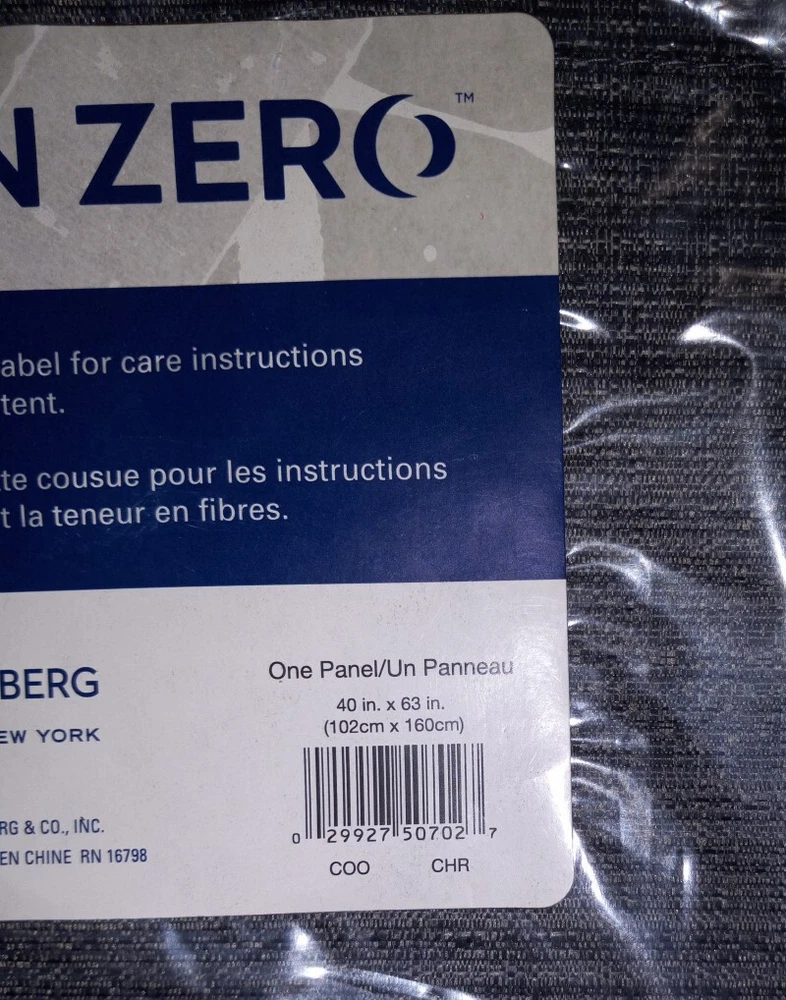 N ZERO™
abel for care instructions
tent.
te cousue pour les instructions
t la teneur en fibres.
BERG
EW YORK
RG & CO., INC.
EN CHINE RN 16798
One Panel/Un Panneau
40 in. x 63 in.
(102cm x 160cm)
0 29927 50702 7
COO CHR